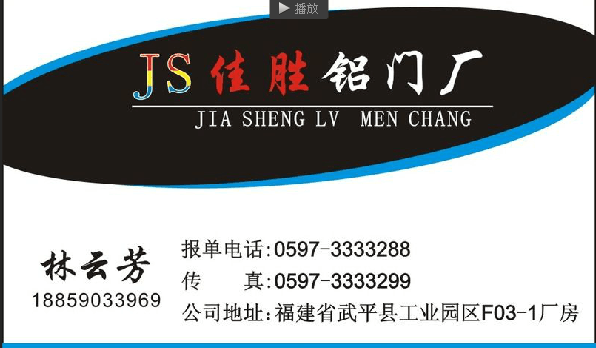 播放
JS 佳胜铝门厂
JIA SHENG LV MEN CHANG
林云芳
18859033969
报单电话:0597-3333288
传 真:0597-3333299
公司地址:福建省武平县工业园区F03-1厂房